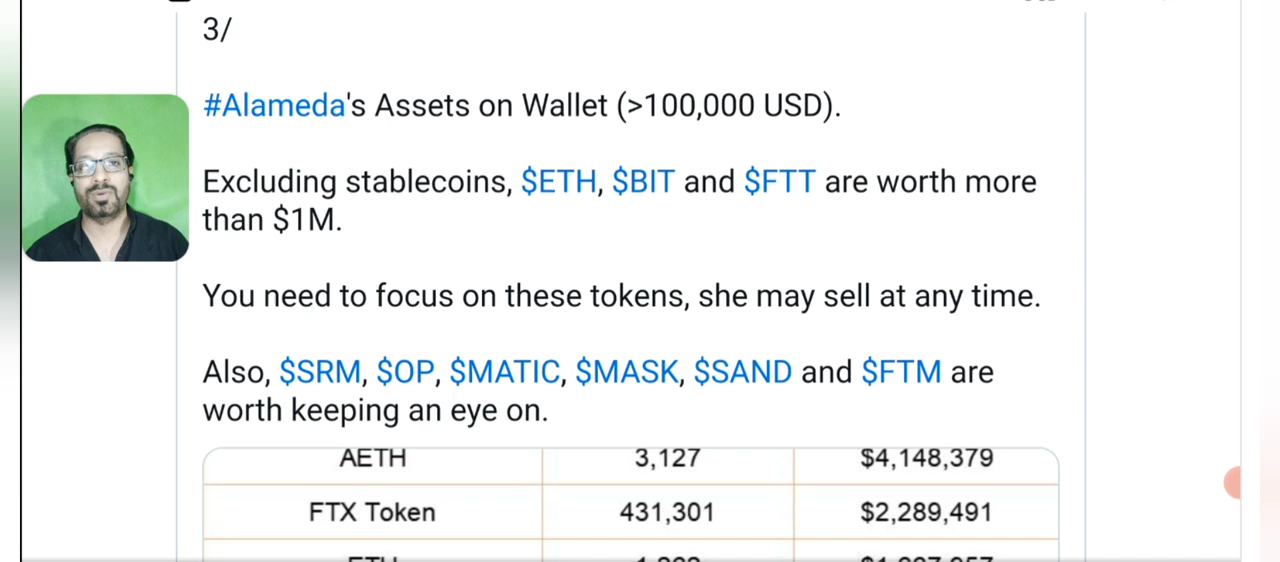 3/
#Alameda's Assets on Wallet (>100,000 USD).
Excluding stablecoins, $ETH, $BIT and $FTT are worth more
than $1M.
You need to focus on these tokens, she may sell at any time.
Also, $SRM, $OP, $MATIC, $MASK, $SAND and $FTM are
worth keeping an eye on.
AETH 3,127 $4,148,379
FTX Token 431,301 $2,289,491